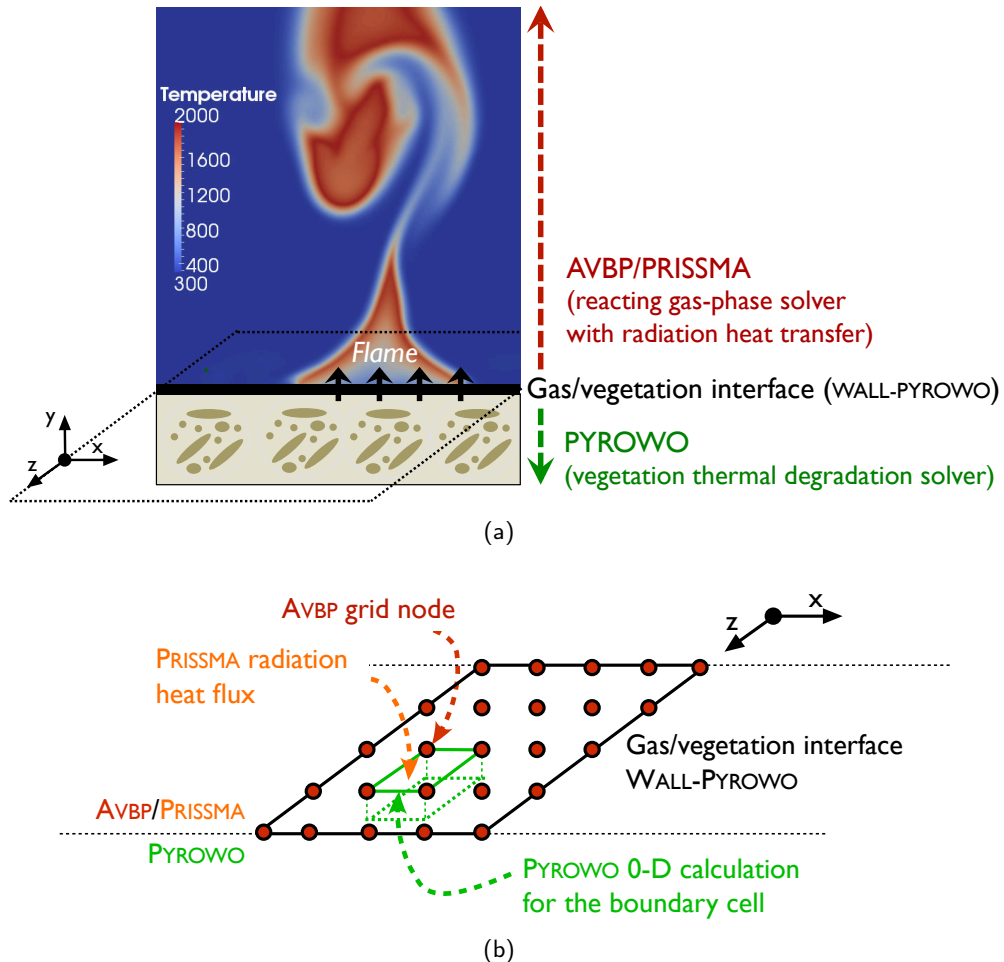 Temperature
2000
1600
1200
800
400
300
Flame
AVBP/PRISSMA
(reacting gas-phase solver
with radiation heat transfer)
Gas/vegetation interface (WALL-PYROWO)
PYROWO
(vegetation thermal degradation solver)
y
x
z
(a)
AVBP grid node
PRISSMA radiation
heat flux
x
z
Gas/vegetation interface
WALL-PYROWO
AVBP/PRISSMA
PYROWO
PYROWO 0-D calculation
for the boundary cell
(b)